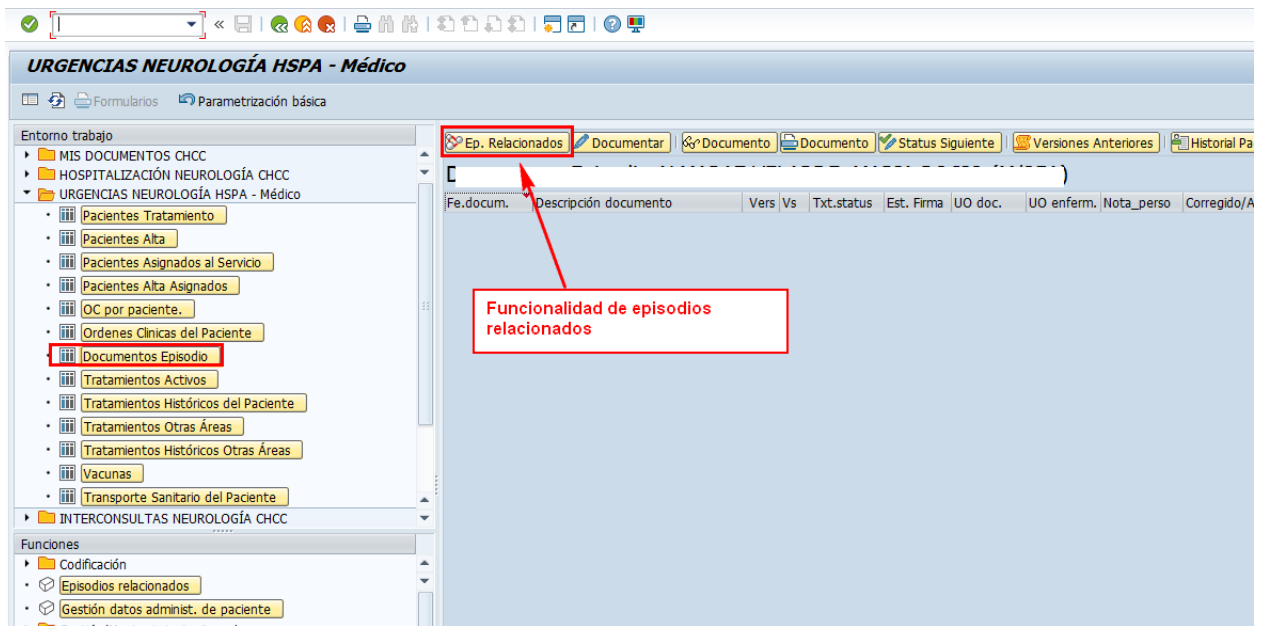 URGENCIAS NEUROLOGÍA HSPA - Médico
Formularios Parametrización básica
Entorno trabajo
MIS DOCUMENTOS CHCC
HOSPITALIZACIÓN NEUROLOGÍA CHCC
URGENCIAS NEUROLOGÍA HSPA - Médico
Pacientes Tratamiento
Pacientes Alta
Pacientes Asignados al Servicio
Pacientes Alta Asignados
OC por paciente.
Ordenes Clinicas del Paciente
Documentos Episodio
Tratamientos Activos
Tratamientos Históricos del Paciente
Tratamientos Otras Áreas
Tratamientos Históricos Otras Áreas
Vacunas
Transporte Sanitario del Paciente
INTERCONSULTAS NEUROLOGÍA CHCC
Funciones
Codificación
Episodios relacionados
Gestión datos administ. de paciente
Ep. Relacionados Documentar Documento Documento Status Siguiente Versiones Anteriores Historial Pa
Fe.docum. Descripción documento Vers Vs Txt.status Est. Firma UO doc. UO enferm. Nota_perso Corregido/A
Funcionalidad de episodios
relacionados